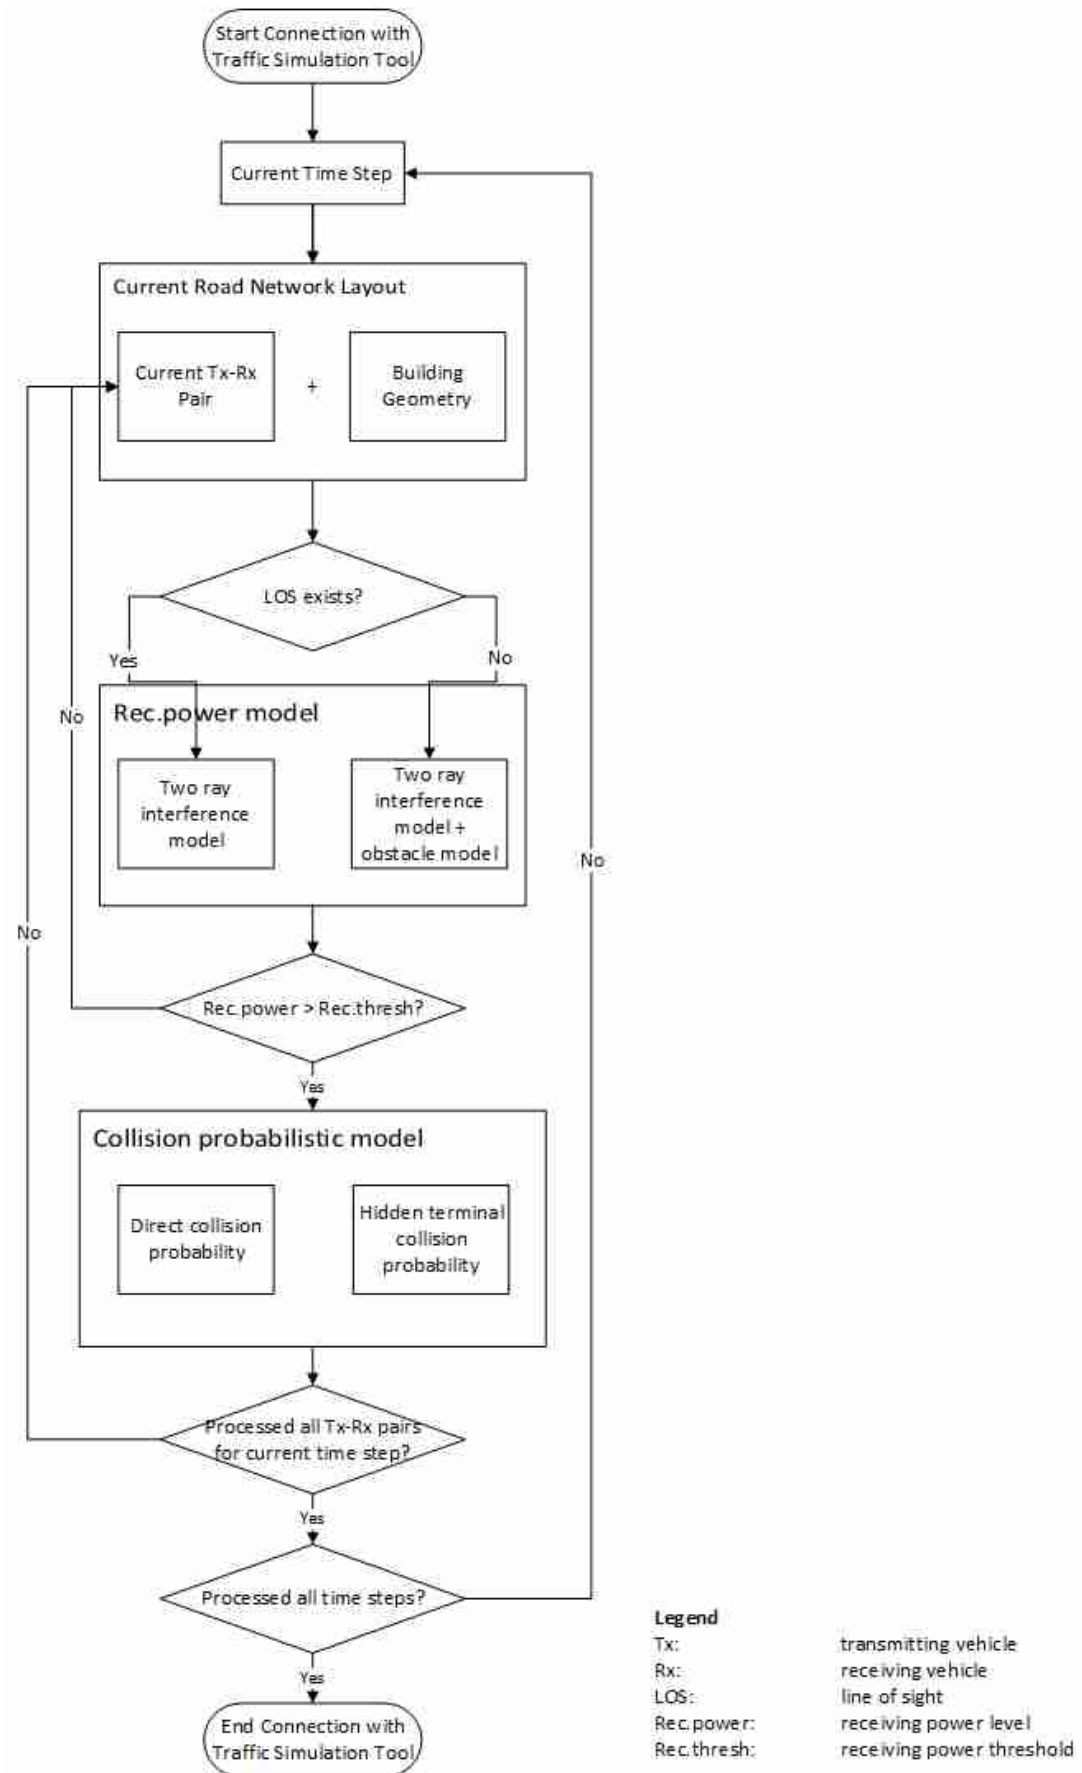 Start Connection with
Traffic Simulation Tool
Current Time Step
Current Road Network Layout
Current Tx-Rx
Pair
+
Building
Geometry
LOS exists?
Yes
No
Rec.power model
No
Two ray
interference
model
Two ray
interference
model +
obstacle model
No
No
Rec.power > Rec.thresh?
Yes
Collision probabilistic model
Direct collision
probability
Hidden terminal
collision
probability
Processed all Tx-Rx pairs
for current time step?
Yes
Processed all time steps?
Yes
End Connection with
Traffic Simulation Tool
Legend
Tx: transmitting vehicle
Rx: receiving vehicle
LOS: line of sight
Rec.power: receiving power level
Rec.thresh: receiving power threshold